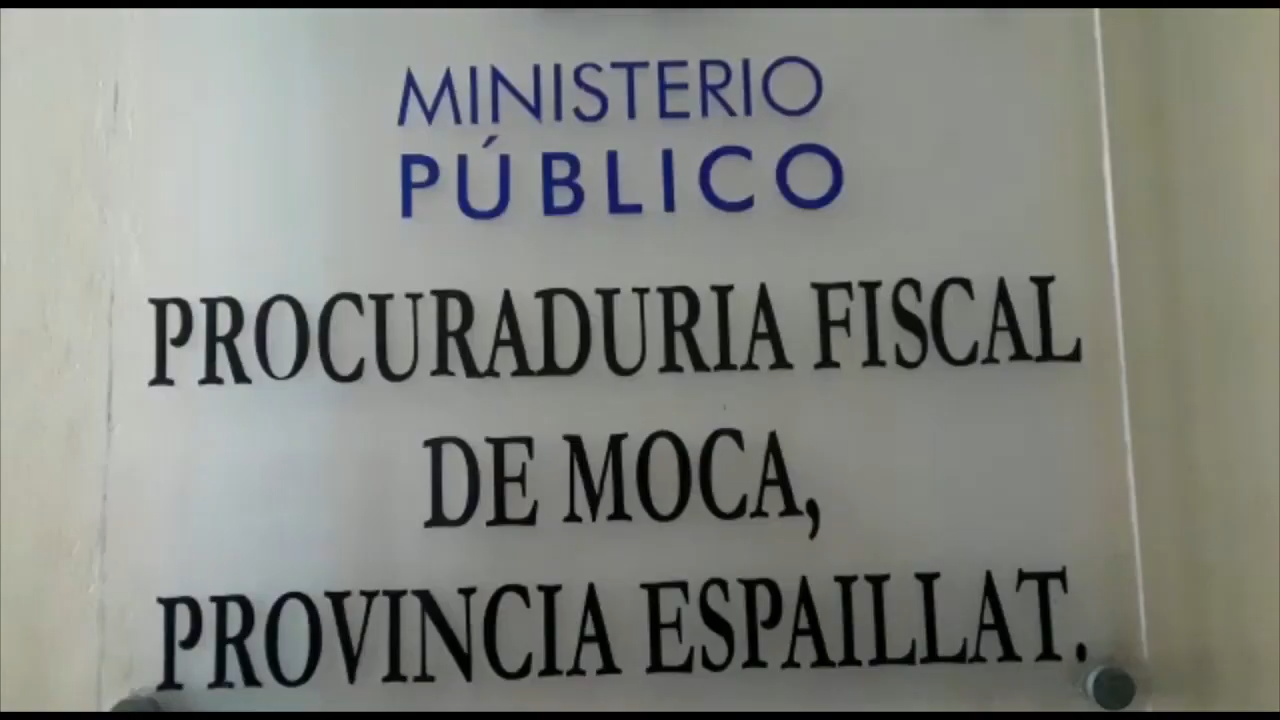 MINISTERIO
PÚBLICO
PROCURADURIA FISCAL
DE MOCA,
PROVINCIA ESPAILLAT.